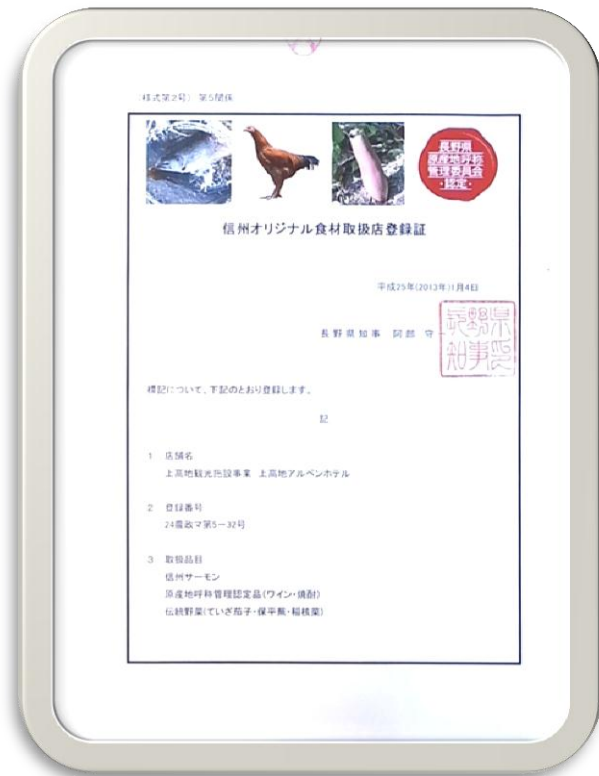 (様式第2号) 第5関係
長野県
原産地呼称
管理委員会
・認定・
信州オリジナル食材取扱店登録証
平成25年(2013年)1月4日
長野県知事 阿部 守一
長野県知事印
標記について、下記のとおり登録します。
記
1 店舗名
上高地観光施設事業 上高地アルペンホテル
2 登録番号
24農政マ第5-32号
3 取扱品目
信州サーモン
原産地呼称管理認定品(ワイン・焼酎)
伝統野菜(ていざ茄子・保平蕪・稲核菜)